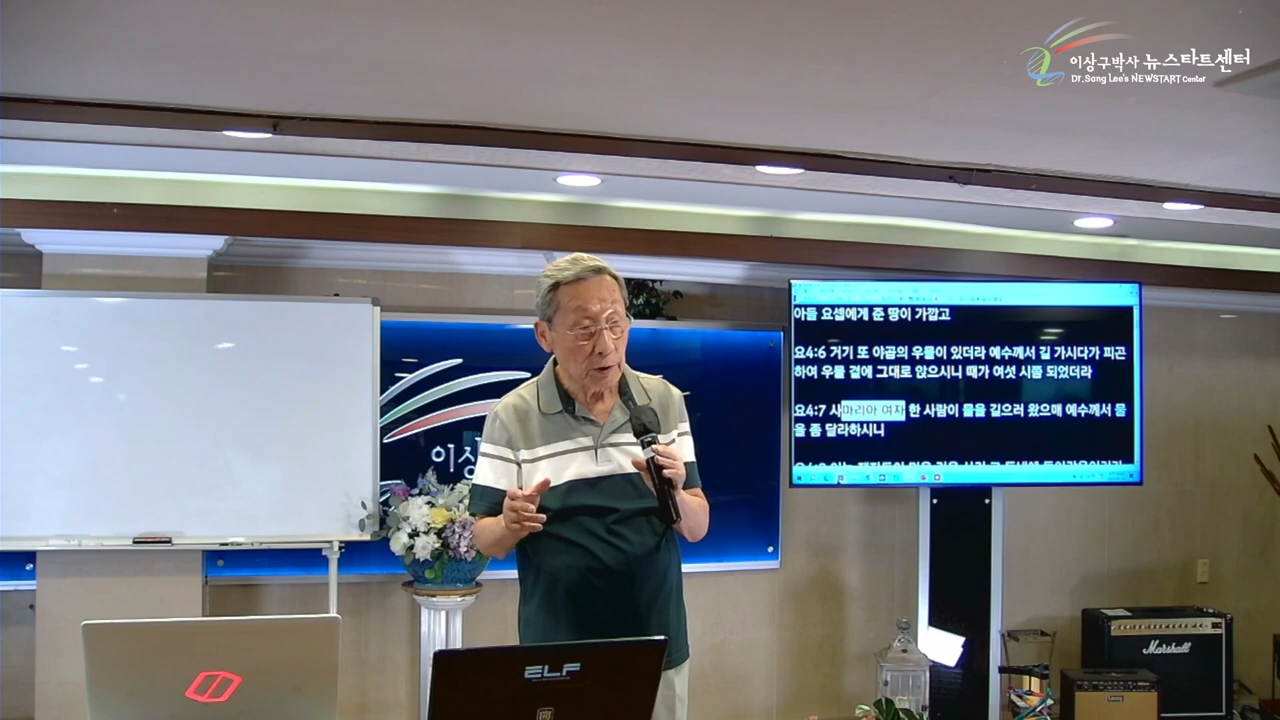 이상구박사 뉴스타트센터
Dr. Sang Lee's NEWSTART Center
아들 요셉에게 준 땅이 가깝고
요4:6 거기 또 야곱의 우물이 있더라 예수께서 길 가시다가 피곤
하여 우물 곁에 그대로 앉으시니 때가 여섯 시쯤 되었더라
요4:7 사마리아 여자 한 사람이 물을 길으러 왔으매 예수께서 물
을 좀 달라하시니
이상
ELF
Marshall
Laney